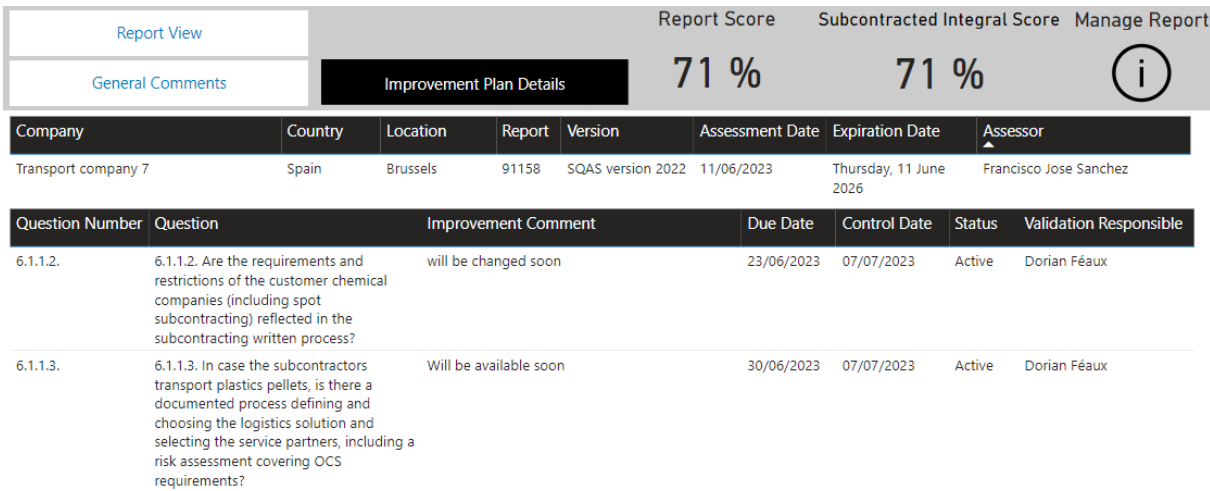 Report View
General Comments
Improvement Plan Details
Report Score
71 %
Subcontracted Integral Score
71 %
Manage Report
i
Company Country Location Report Version Assessment Date Expiration Date Assessor
Transport company 7 Spain Brussels 91158 SQAS version 2022 11/06/2023 Thursday, 11 June Francisco Jose Sanchez
2026
Question Number Question Improvement Comment Due Date Control Date Status Validation Responsible
6.1.1.2. 6.1.1.2. Are the requirements and will be changed soon 23/06/2023 07/07/2023 Active Dorian Féaux
restrictions of the customer chemical
companies (including spot
subcontracting) reflected in the
subcontracting written process?
6.1.1.3. 6.1.1.3. In case the subcontractors Will be available soon 30/06/2023 07/07/2023 Active Dorian Féaux
transport plastics pellets, is there a
documented process defining and
choosing the logistics solution and
selecting the service partners, including a
risk assessment covering OCS
requirements?